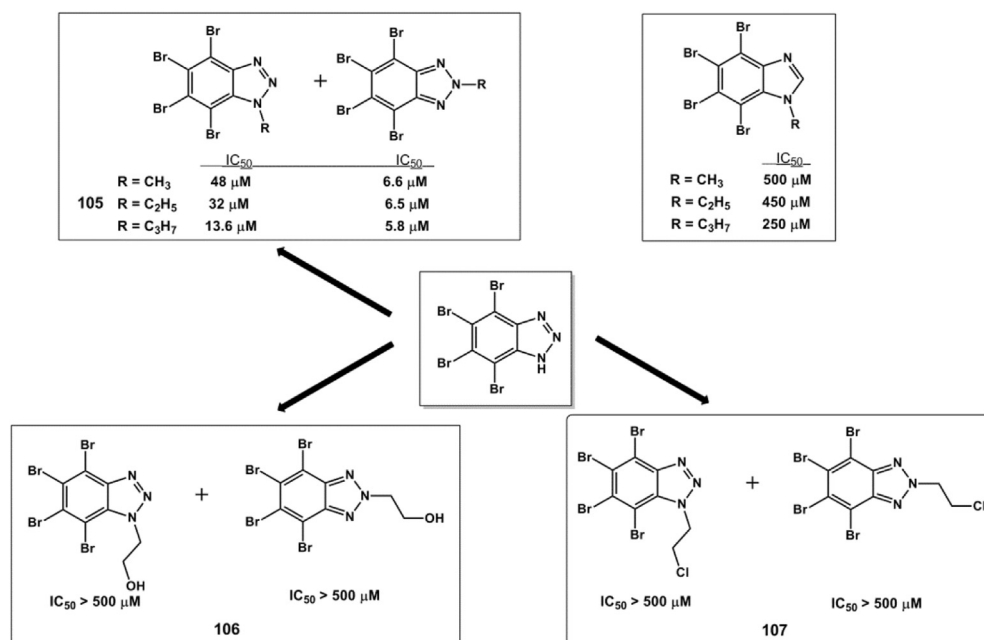 Br
Br
Br
Br
N
N
N
R
+
Br
Br
Br
Br
N
N
N
R
IC50 IC50
R = CH3 48 μM 6.6 μM
105 R = C2H5 32 μM 6.5 μM
R = C3H7 13.6 μM 5.8 μM
Br
Br
Br
Br
N
N
R
IC50
R = CH3 500 μM
R = C2H5 450 μM
R = C3H7 250 μM
Br
Br
Br
Br
N
N
N
H
Br
Br
Br
Br
N
N
N
OH
+
Br
Br
Br
Br
N
N
N
OH
IC50 > 500 μM IC50 > 500 μM
106
Br
Br
Br
Br
N
N
N
Cl
+
Br
Br
Br
Br
N
N
N
Cl
IC50 > 500 μM IC50 > 500 μM
107